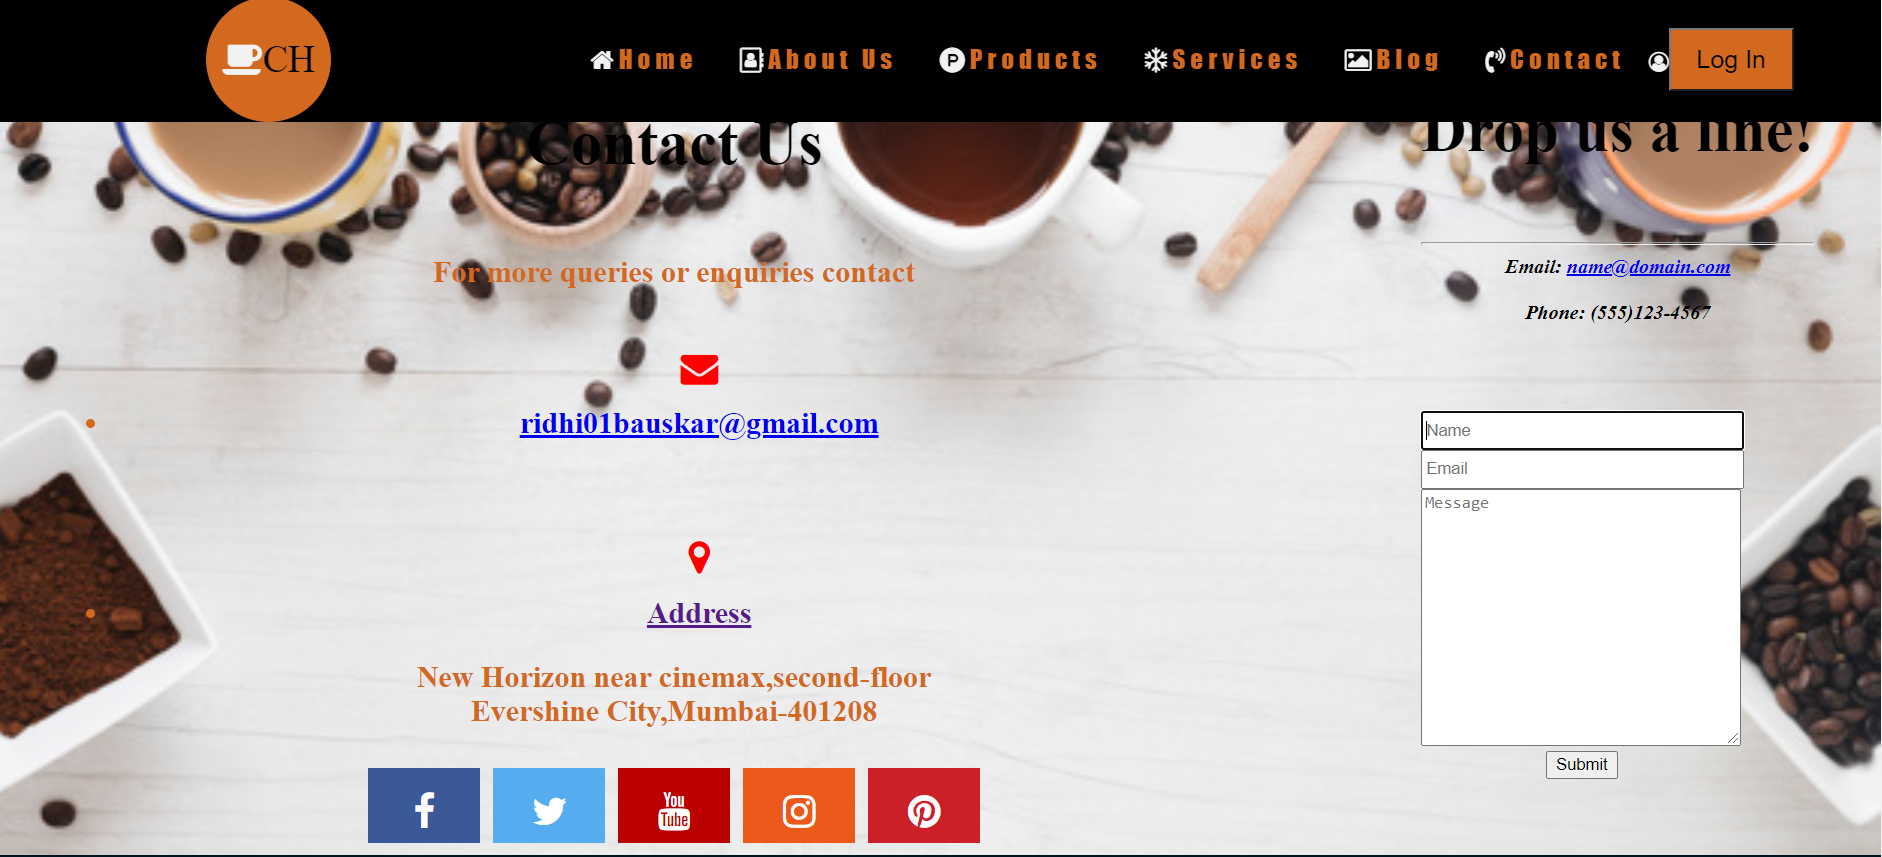 CH
Home
About Us
Products
Services
Blog
Contact
Log In
Contact Us
For more queries or enquiries contact
ridhi01bauskar@gmail.com
Address
New Horizon near cinemax,second-floor
Evershine City,Mumbai-401208
You
Tube
Drop us a line!
Email: name@domain.com
Phone: (555)123-4567
Name
Email
Message
Submit